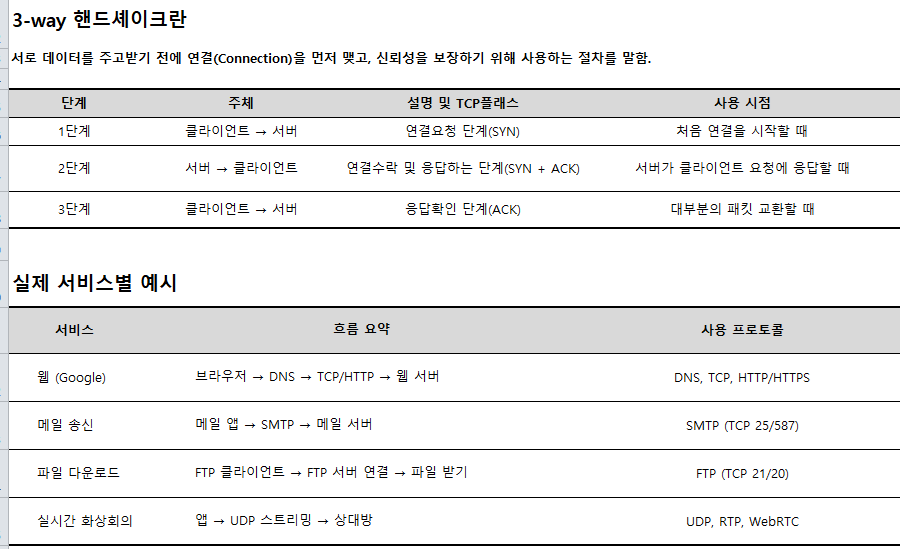 3-way 핸드셰이크란
서로 데이터를 주고받기 전에 연결(Connection)을 먼저 맺고, 신뢰성을 보장하기 위해 사용하는 절차를 말함.
단계 주체 설명 및 TCP플래스 사용 시점
1단계 클라이언트 → 서버 연결요청 단계(SYN) 처음 연결을 시작할 때
2단계 서버 → 클라이언트 연결수락 및 응답하는 단계(SYN + ACK) 서버가 클라이언트 요청에 응답할 때
3단계 클라이언트 → 서버 응답확인 단계(ACK) 대부분의 패킷 교환할 때
실제 서비스별 예시
서비스 흐름 요약 사용 프로토콜
웹 (Google) 브라우저 → DNS → TCP/HTTP → 웹 서버 DNS, TCP, HTTP/HTTPS
메일 송신 메일 앱 → SMTP → 메일 서버 SMTP (TCP 25/587)
파일 다운로드 FTP 클라이언트 → FTP 서버 연결 → 파일 받기 FTP (TCP 21/20)
실시간 화상회의 앱 → UDP 스트리밍 → 상대방 UDP, RTP, WebRTC